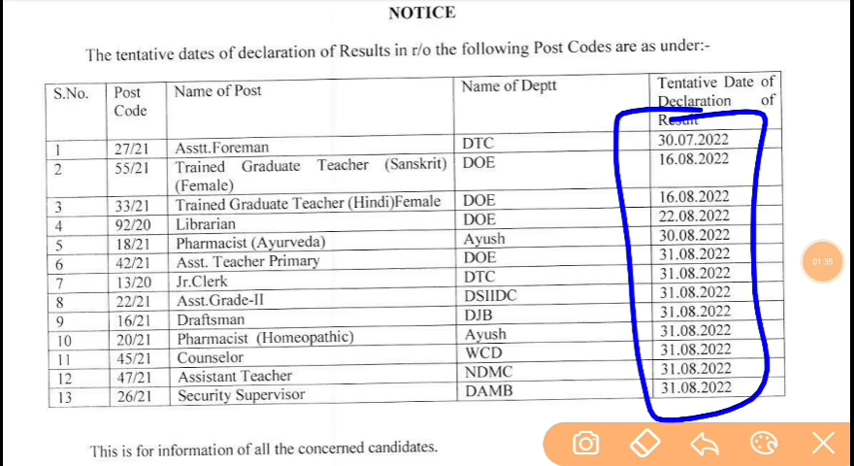 NOTICE
The tentative dates of declaration of Results in r/o the following Post Codes are as under:-
S.No. Post Code Name of Post Name of Deptt Tentative Date of Declaration of Result
1 27/21 Asstt.Foreman DTC 30.07.2022
2 55/21 Trained Graduate Teacher (Sanskrit) (Female) DOE 16.08.2022
3 33/21 Trained Graduate Teacher (Hindi)Female DOE 16.08.2022
4 92/20 Librarian DOE 22.08.2022
5 18/21 Pharmacist (Ayurveda) Ayush 30.08.2022
6 42/21 Asst. Teacher Primary DOE 31.08.2022
7 13/20 Jr.Clerk DTC 31.08.2022
8 22/21 Asst.Grade-II DSIIDC 31.08.2022
9 16/21 Draftsman DJB 31.08.2022
10 20/21 Pharmacist (Homeopathic) Ayush 31.08.2022
11 45/21 Counselor WCD 31.08.2022
12 47/21 Assistant Teacher NDMC 31.08.2022
13 26/21 Security Supervisor DAMB 31.08.2022
This is for information of all the concerned candidates.
01:35